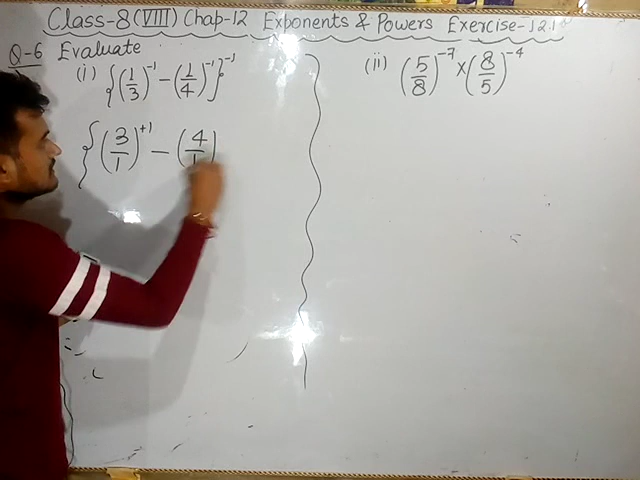 Class-8 (VIII) Chap-12 Exponents & Powers Exercise-12.1
Q-6 Evaluate
(i) {(1/3)^-1 - (1/4)^-1}^-1
(ii) (5/8)^-7 × (8/5)^-4
{(3/1)^+1 - (4/1)